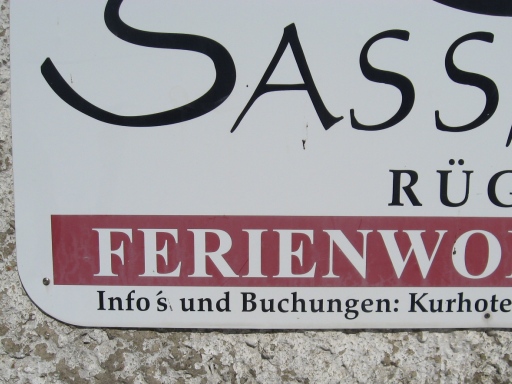 SASS
RÜG
FERIENWO
Info´s und Buchungen: Kurhote